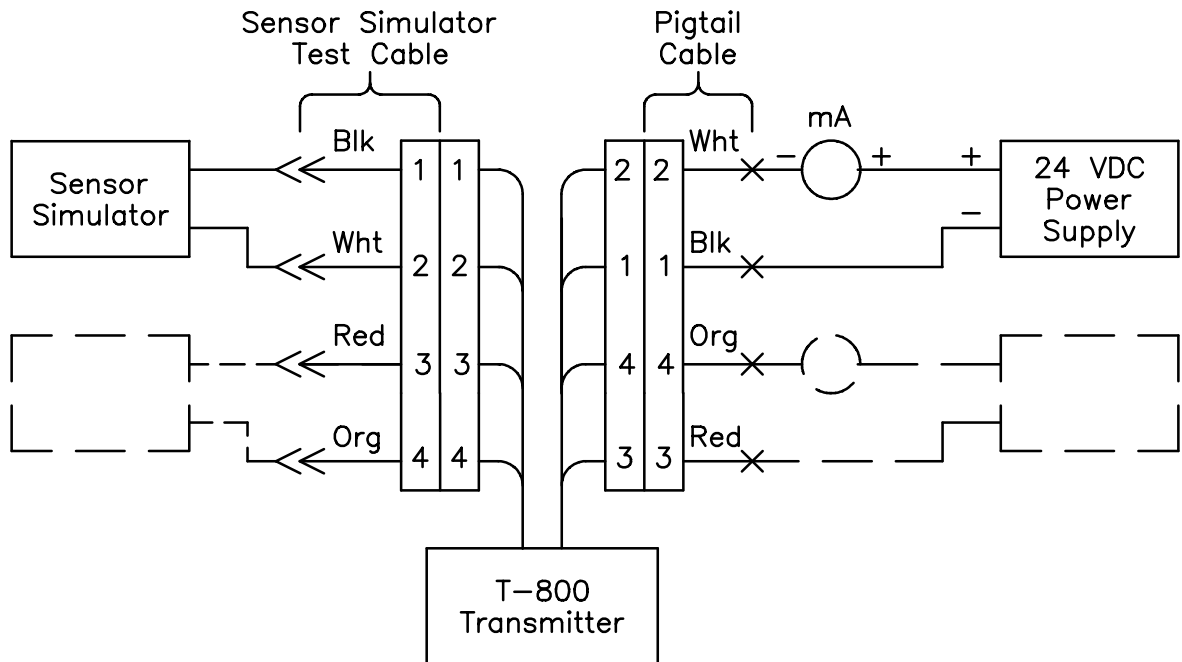 Sensor Simulator
Test Cable
Pigtail
Cable
mA
Blk
Wht
Sensor
Simulator
1 1
2 2
- + + 
24 VDC
Power
Supply
-
Wht
Blk
2 2
1 1
Red
Org
3 3
4 4
Org
Red
4 4
3 3
T-800
Transmitter